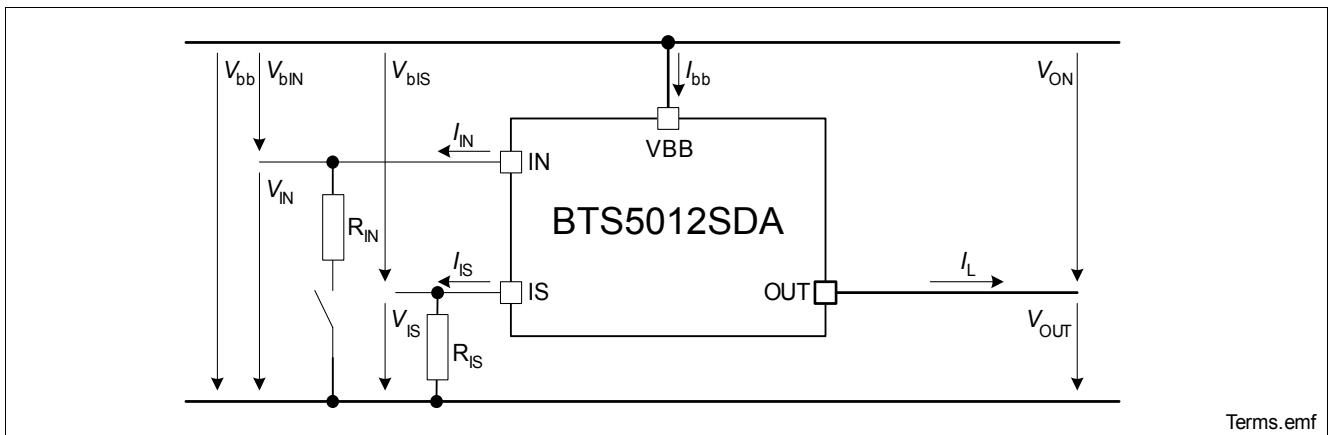 Vbb VbIN VbIS Ibb VON
IIN
IN VBB
VIN
BTS5012SDA
RIN
IIS IL
IS OUT
VIS VOUT
RIS
Terms.emf